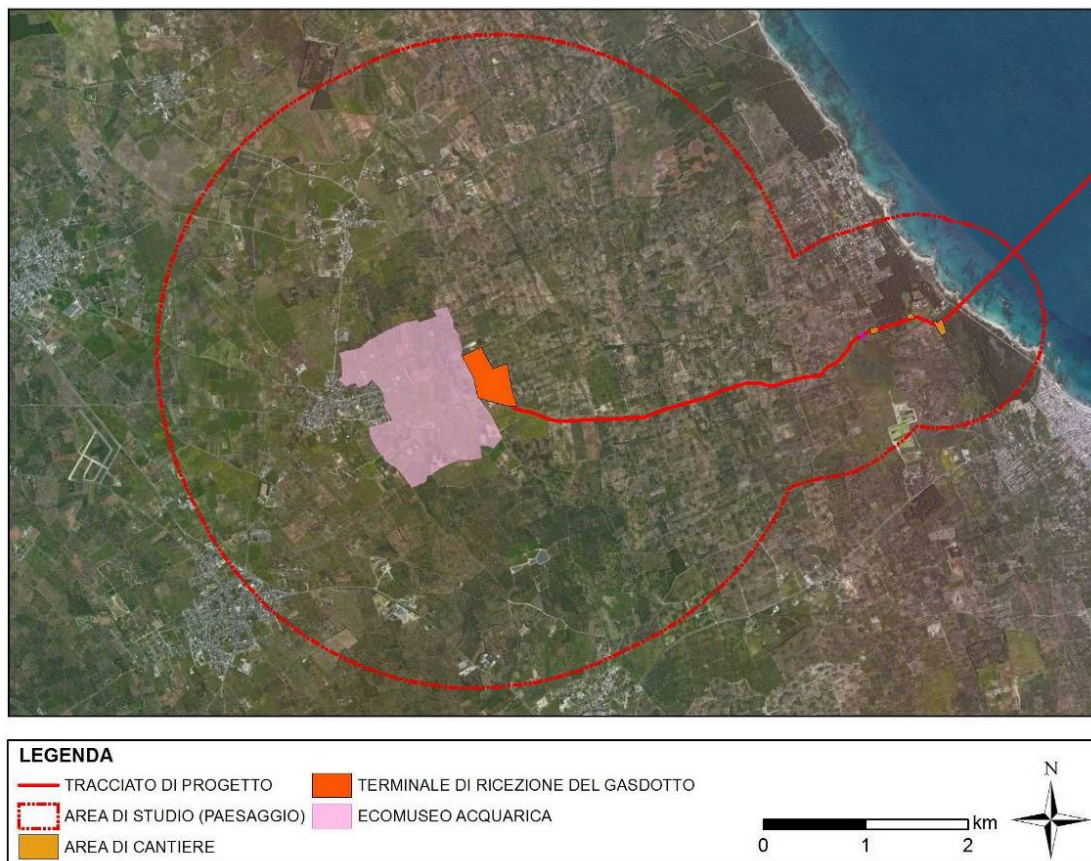 LEGENDA
TRACCIATO DI PROGETTO
AREA DI STUDIO (PAESAGGIO)
AREA DI CANTIERE
TERMINALE DI RICEZIONE DEL GASDOTTO
ECOMUSEO ACQUARICA
km
0 1 2
N